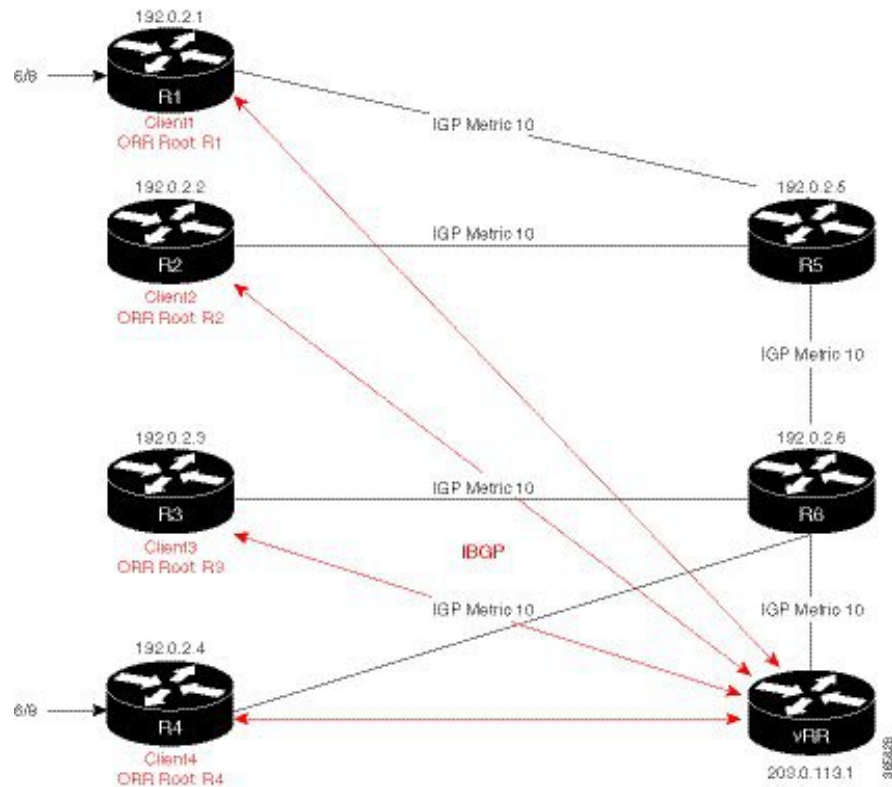 192.0.2.1
6/8
R1
Client1
ORR Root: R1
IGP Metric 10
192.0.2.2
192.0.2.5
R2
IGP Metric 10
R5
Client2
ORR Root: R2
IGP Metric 10
192.0.2.3
192.0.2.6
R3
IGP Metric 10
R6
Client3
ORR Root: R3
IBGP
IGP Metric 10
IGP Metric 10
192.0.2.4
6/8
R4
vRR
Client4
ORR Root: R4
203.0.113.1